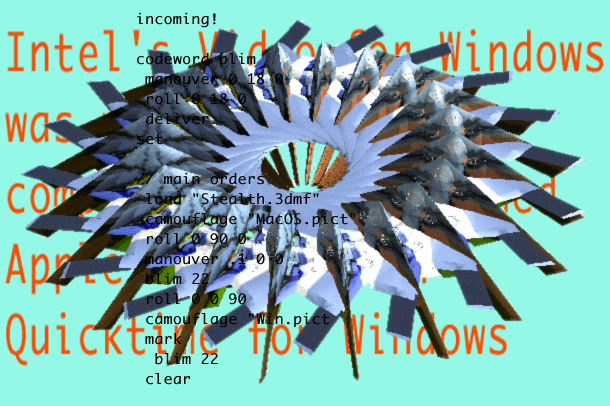 incoming!
codeword blim
manouver 0 18 0
roll 0 18 0
deliver
set
// main orders
load "Stealth.3dmf"
camouflage "MacOS.pict"
roll 0 90 0
manouver 0 0
blim 22
roll 0 0 90
camouflage "Win.pict
mark
blim 22
clear
Intel's Video for Windows
was
Quicktime for Windows